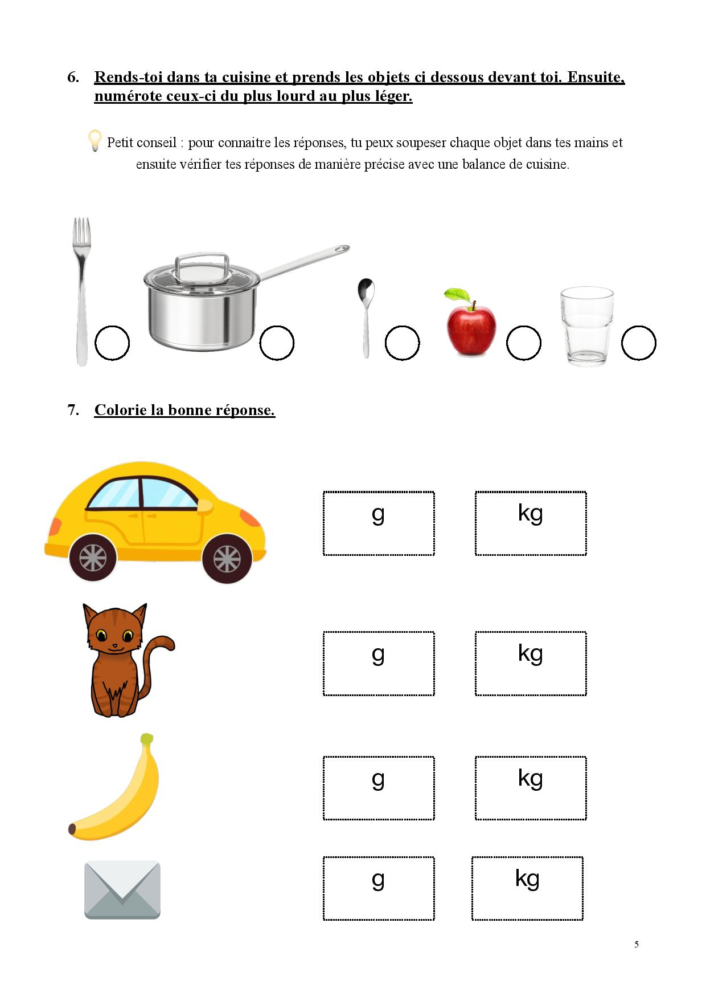 6. Rends-toi dans ta cuisine et prends les objets ci dessous devant toi. Ensuite,
numérote ceux-ci du plus lourd au plus léger.
Petit conseil : pour connaitre les réponses, tu peux soupeser chaque objet dans tes mains et
ensuite vérifier tes réponses de manière précise avec une balance de cuisine.
7. Colorie la bonne réponse.
g kg
g kg
g kg
g kg
5